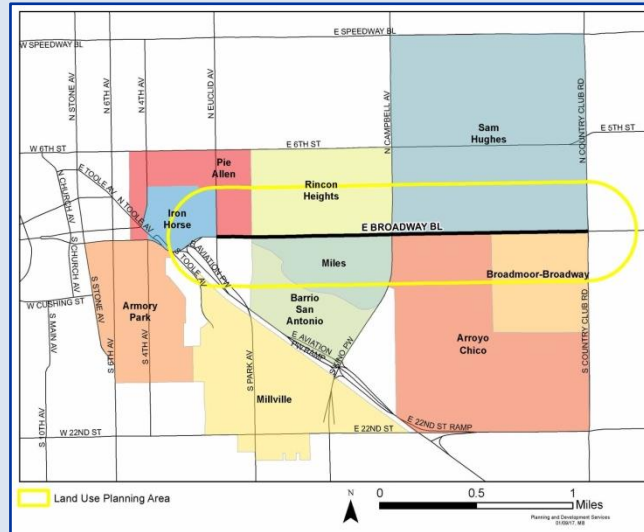 W SPEEDWAY BL
E SPEEDWAY BL
N STONE AV
N 6TH AV
N 4TH AV
N EUCLID AV
N CAMPBELL AV
N COUNTRY CLUB RD
Sam
Hughes
W 6TH ST
E 6TH ST
E 5TH ST
N CHURCH AV
E TOOLE AV
N TOOLE AV
Pie
Allen
Rincon
Heights
Iron
Horse
E BROADWAY BL
S TOOLE AV
E AVIATION PW
S CHURCH AV
Miles
Broadmoor-Broadway
W CUSHING ST
S STONE AV
Armory
Park
Barrio
San
Antonio
Arroyo
Chico
S MAIN AV
S 6TH AV
S 4TH AV
E AVIATION
PW RAMP
S PARK AV
S COUNTRY CLUB RD
Millville
S 10TH AV
W 22ND ST
E 22ND ST
E 22ND ST RAMP
Land Use Planning Area
N
0 0.5 1
Miles
Planning and Development Services